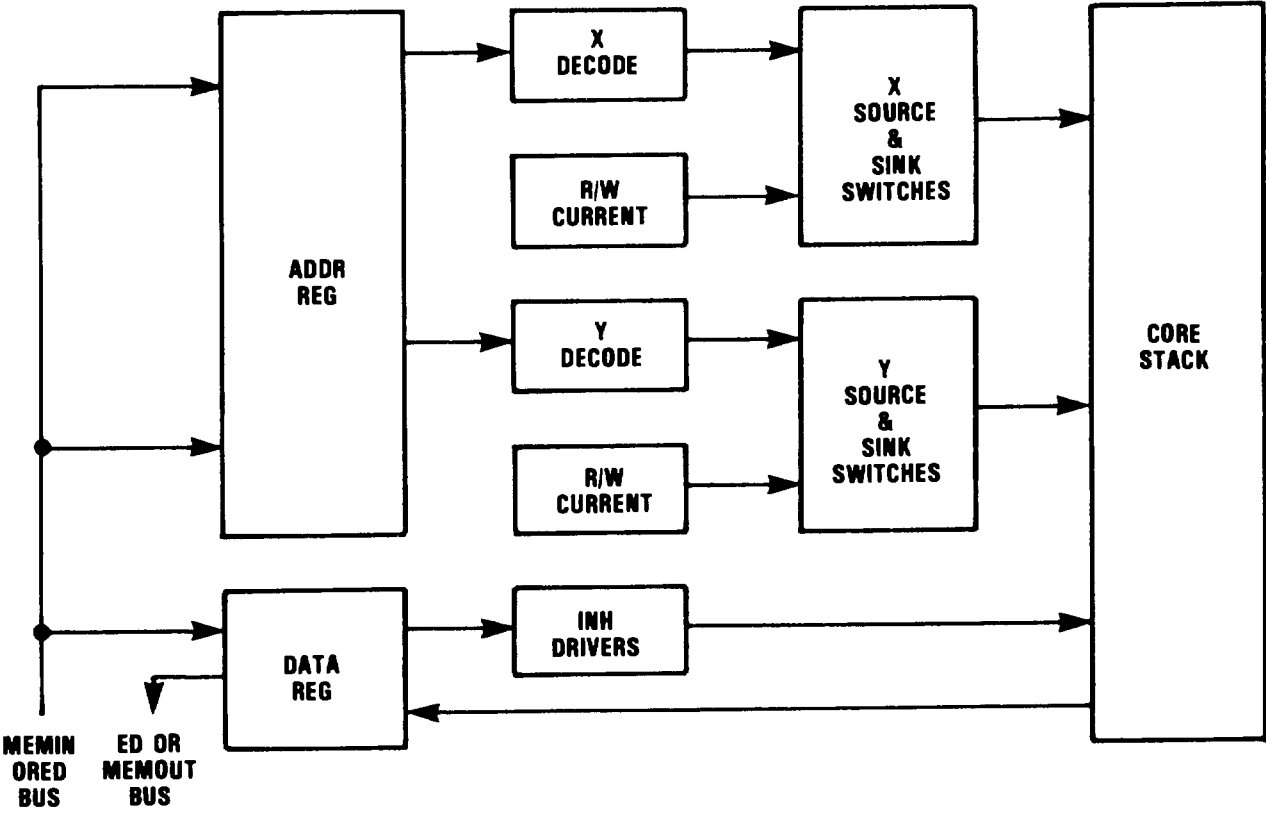 X
DECODE
X
SOURCE
&
SINK
SWITCHES
R/W
CURRENT
ADDR
REG
Y
DECODE
Y
SOURCE
&
SINK
SWITCHES
R/W
CURRENT
CORE
STACK
INH
DRIVERS
DATA
REG
MEMIN
ORED
BUS
ED OR
MEMOUT
BUS